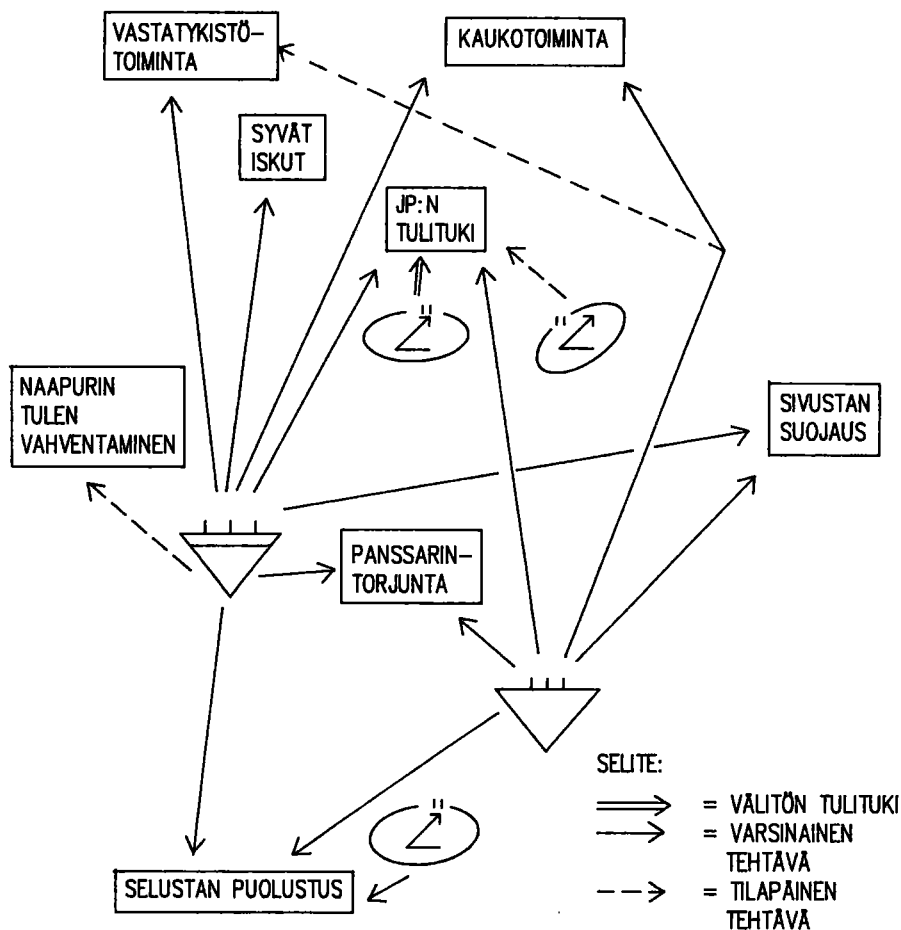 VASTATYKISTÖ-
TOIMINTA
KAUKOTOIMINTA
SYVÄT
ISKUT
JP:N
TULITUKI
NAAPURIN
TULEN
VAHVENTAMINEN
SIVUSTAN
SUOJAUS
PANSSARIN-
TORJUNTA
SELUSTAN PUOLUSTUS
SELITE:
= VÄLITÖN TULITUKI
= VARSINAINEN
TEHTÄVÄ
= TILAPÄINEN
TEHTÄVÄ